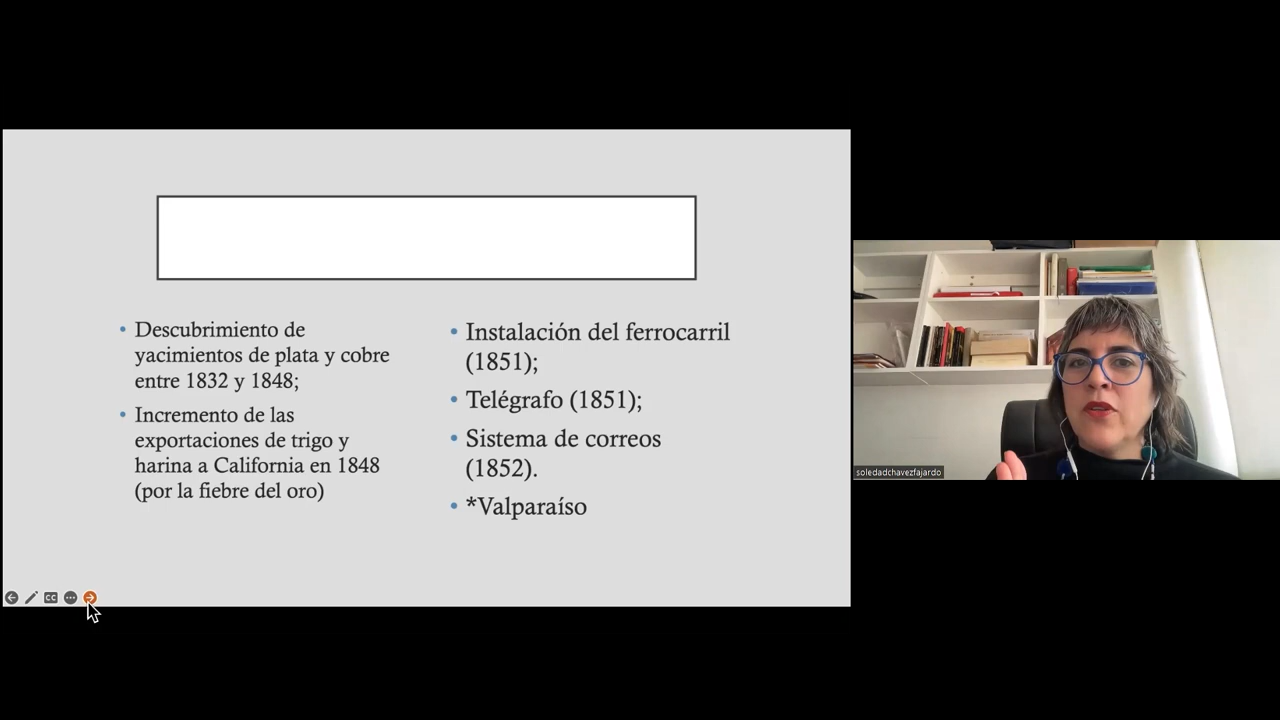 Descubrimiento de
yacimientos de plata y cobre
entre 1832 y 1848;
Incremento de las
exportaciones de trigo y
harina a California en 1848
(por la fiebre del oro)
Instalación del ferrocarril
(1851);
Telégrafo (1851);
Sistema de correos
(1852).
*Valparaíso
CC
soledadchavezfajardo